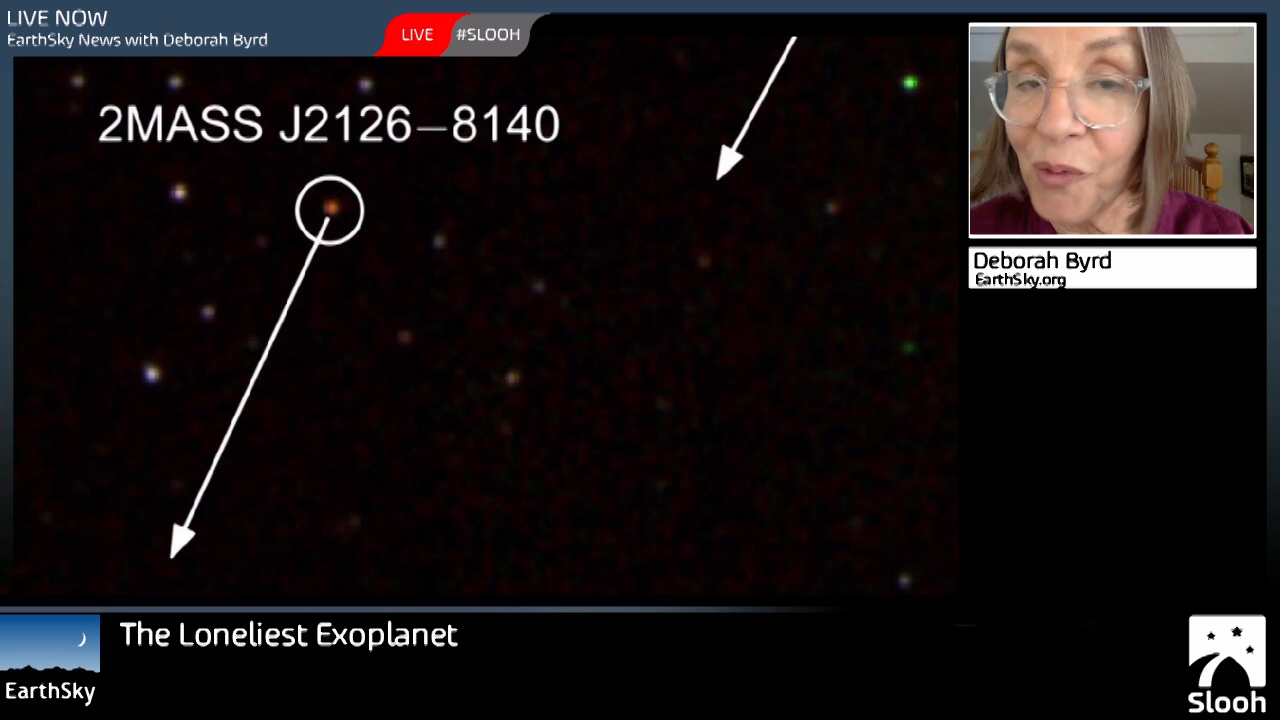 LIVE NOW
EarthSky News with Deborah Byrd
LIVE
#SLOOH
2MASS J2126–8140
Deborah Byrd
EarthSky.org
The Loneliest Exoplanet
EarthSky
Slooh